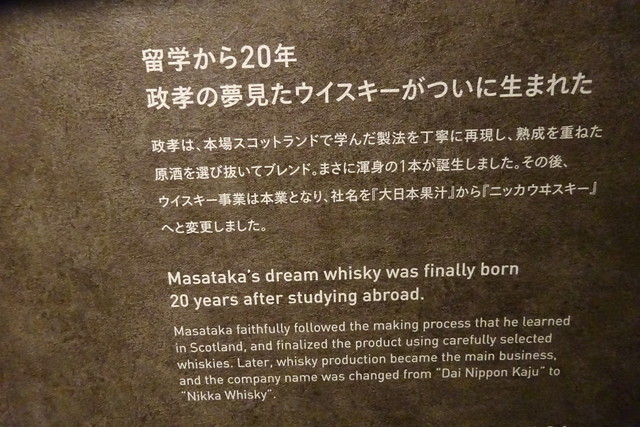 留学から20年
政孝の夢見たウイスキーがついに生まれた
政孝は、本場スコットランドで学んだ製法を丁寧に再現し、熟成を重ねた
原酒を選び抜いてブレンド。まさに渾身の1本が誕生しました。その後、
ウイスキー事業は本業となり、社名を『大日本果汁』から『ニッカウヰスキー』
へと変更しました。
Masataka's dream whisky was finally born
20 years after studying abroad.
Masataka faithfully followed the making process that he learned
in Scotland, and finalized the product using carefully selected
whiskies. Later, whisky production became the main business,
and the company name was changed from "Dai Nippon Kaju" to
"Nikka Whisky".